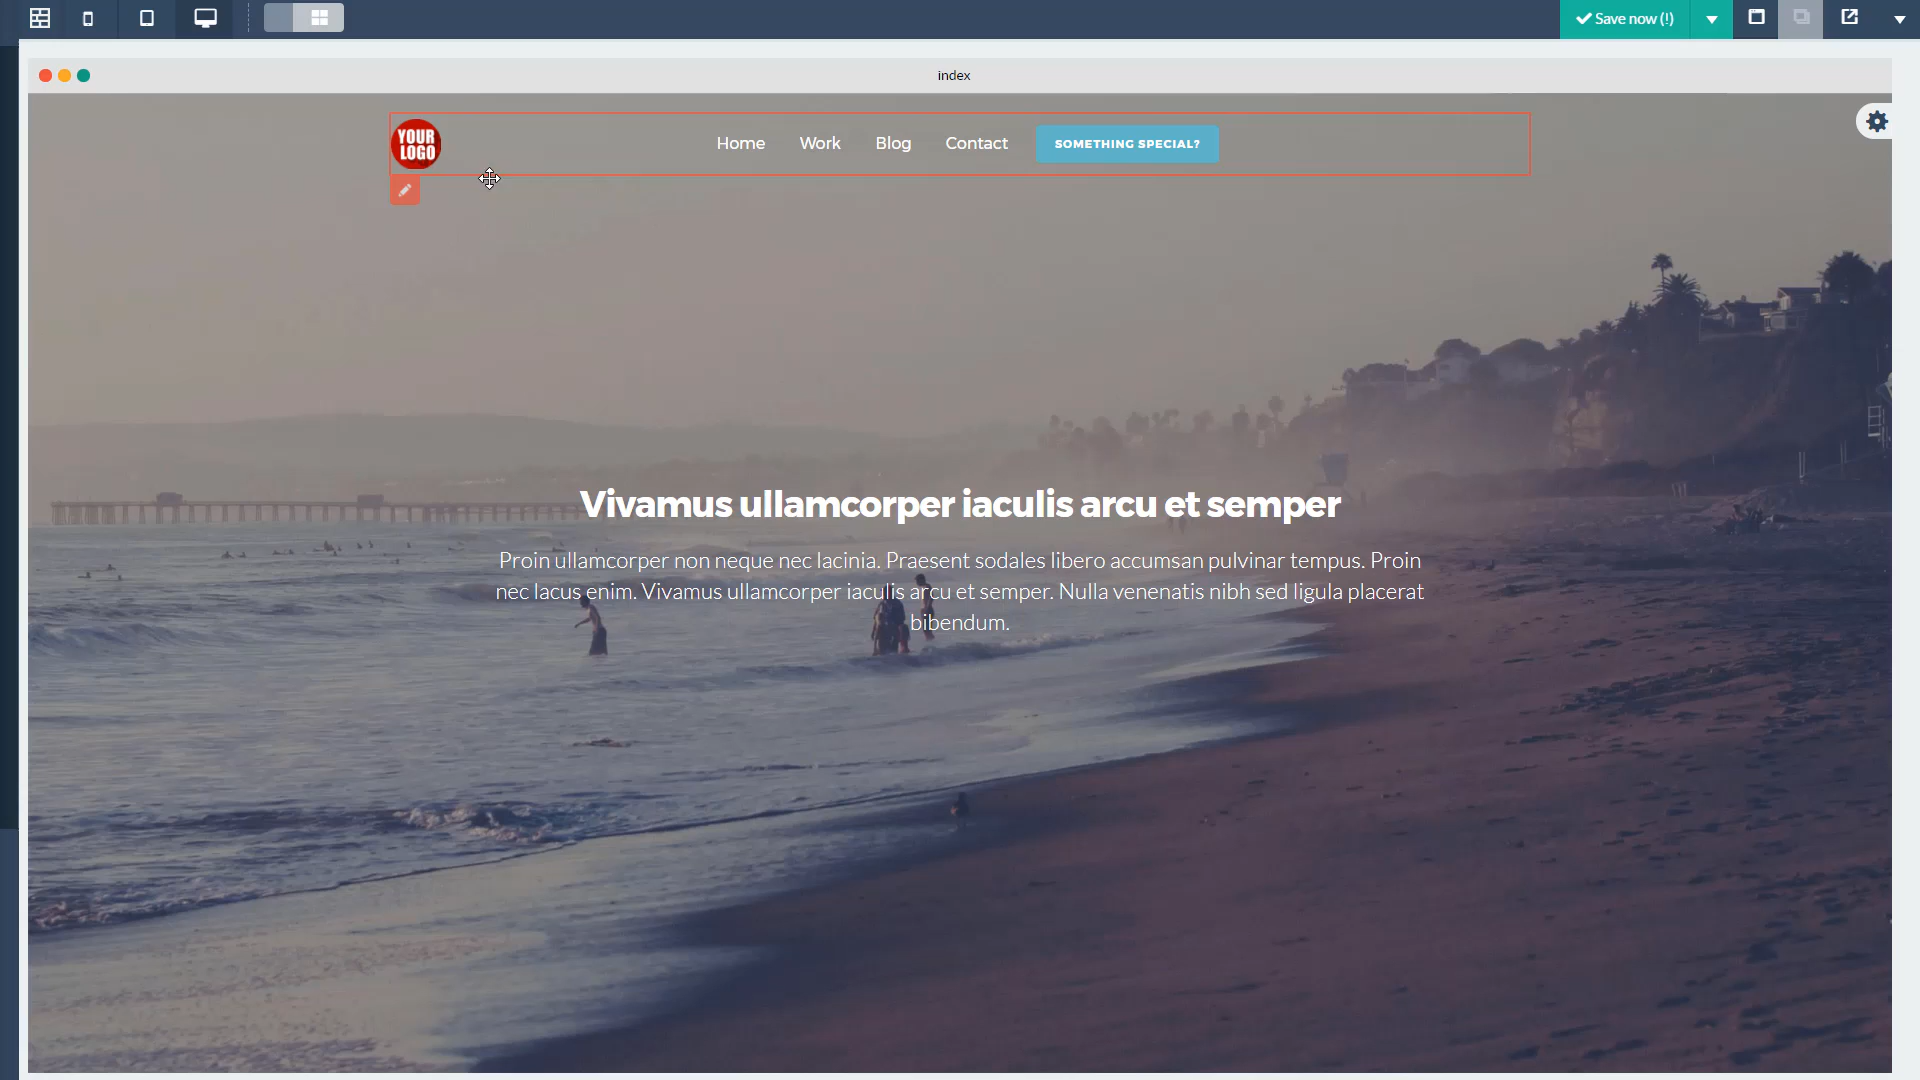 Save now (!)
index
YOUR
LOGO
Home Work Blog Contact SOMETHING SPECIAL?
Vivamus ullamcorper iaculis arcu et semper
Proin ullamcorper non neque nec lacinia. Praesent sodales libero accumsan pulvinar tempus. Proin
nec lacus enim. Vivamus ullamcorper iaculis arcu et semper. Nulla venenatis nibh sed ligula placerat
bibendum.